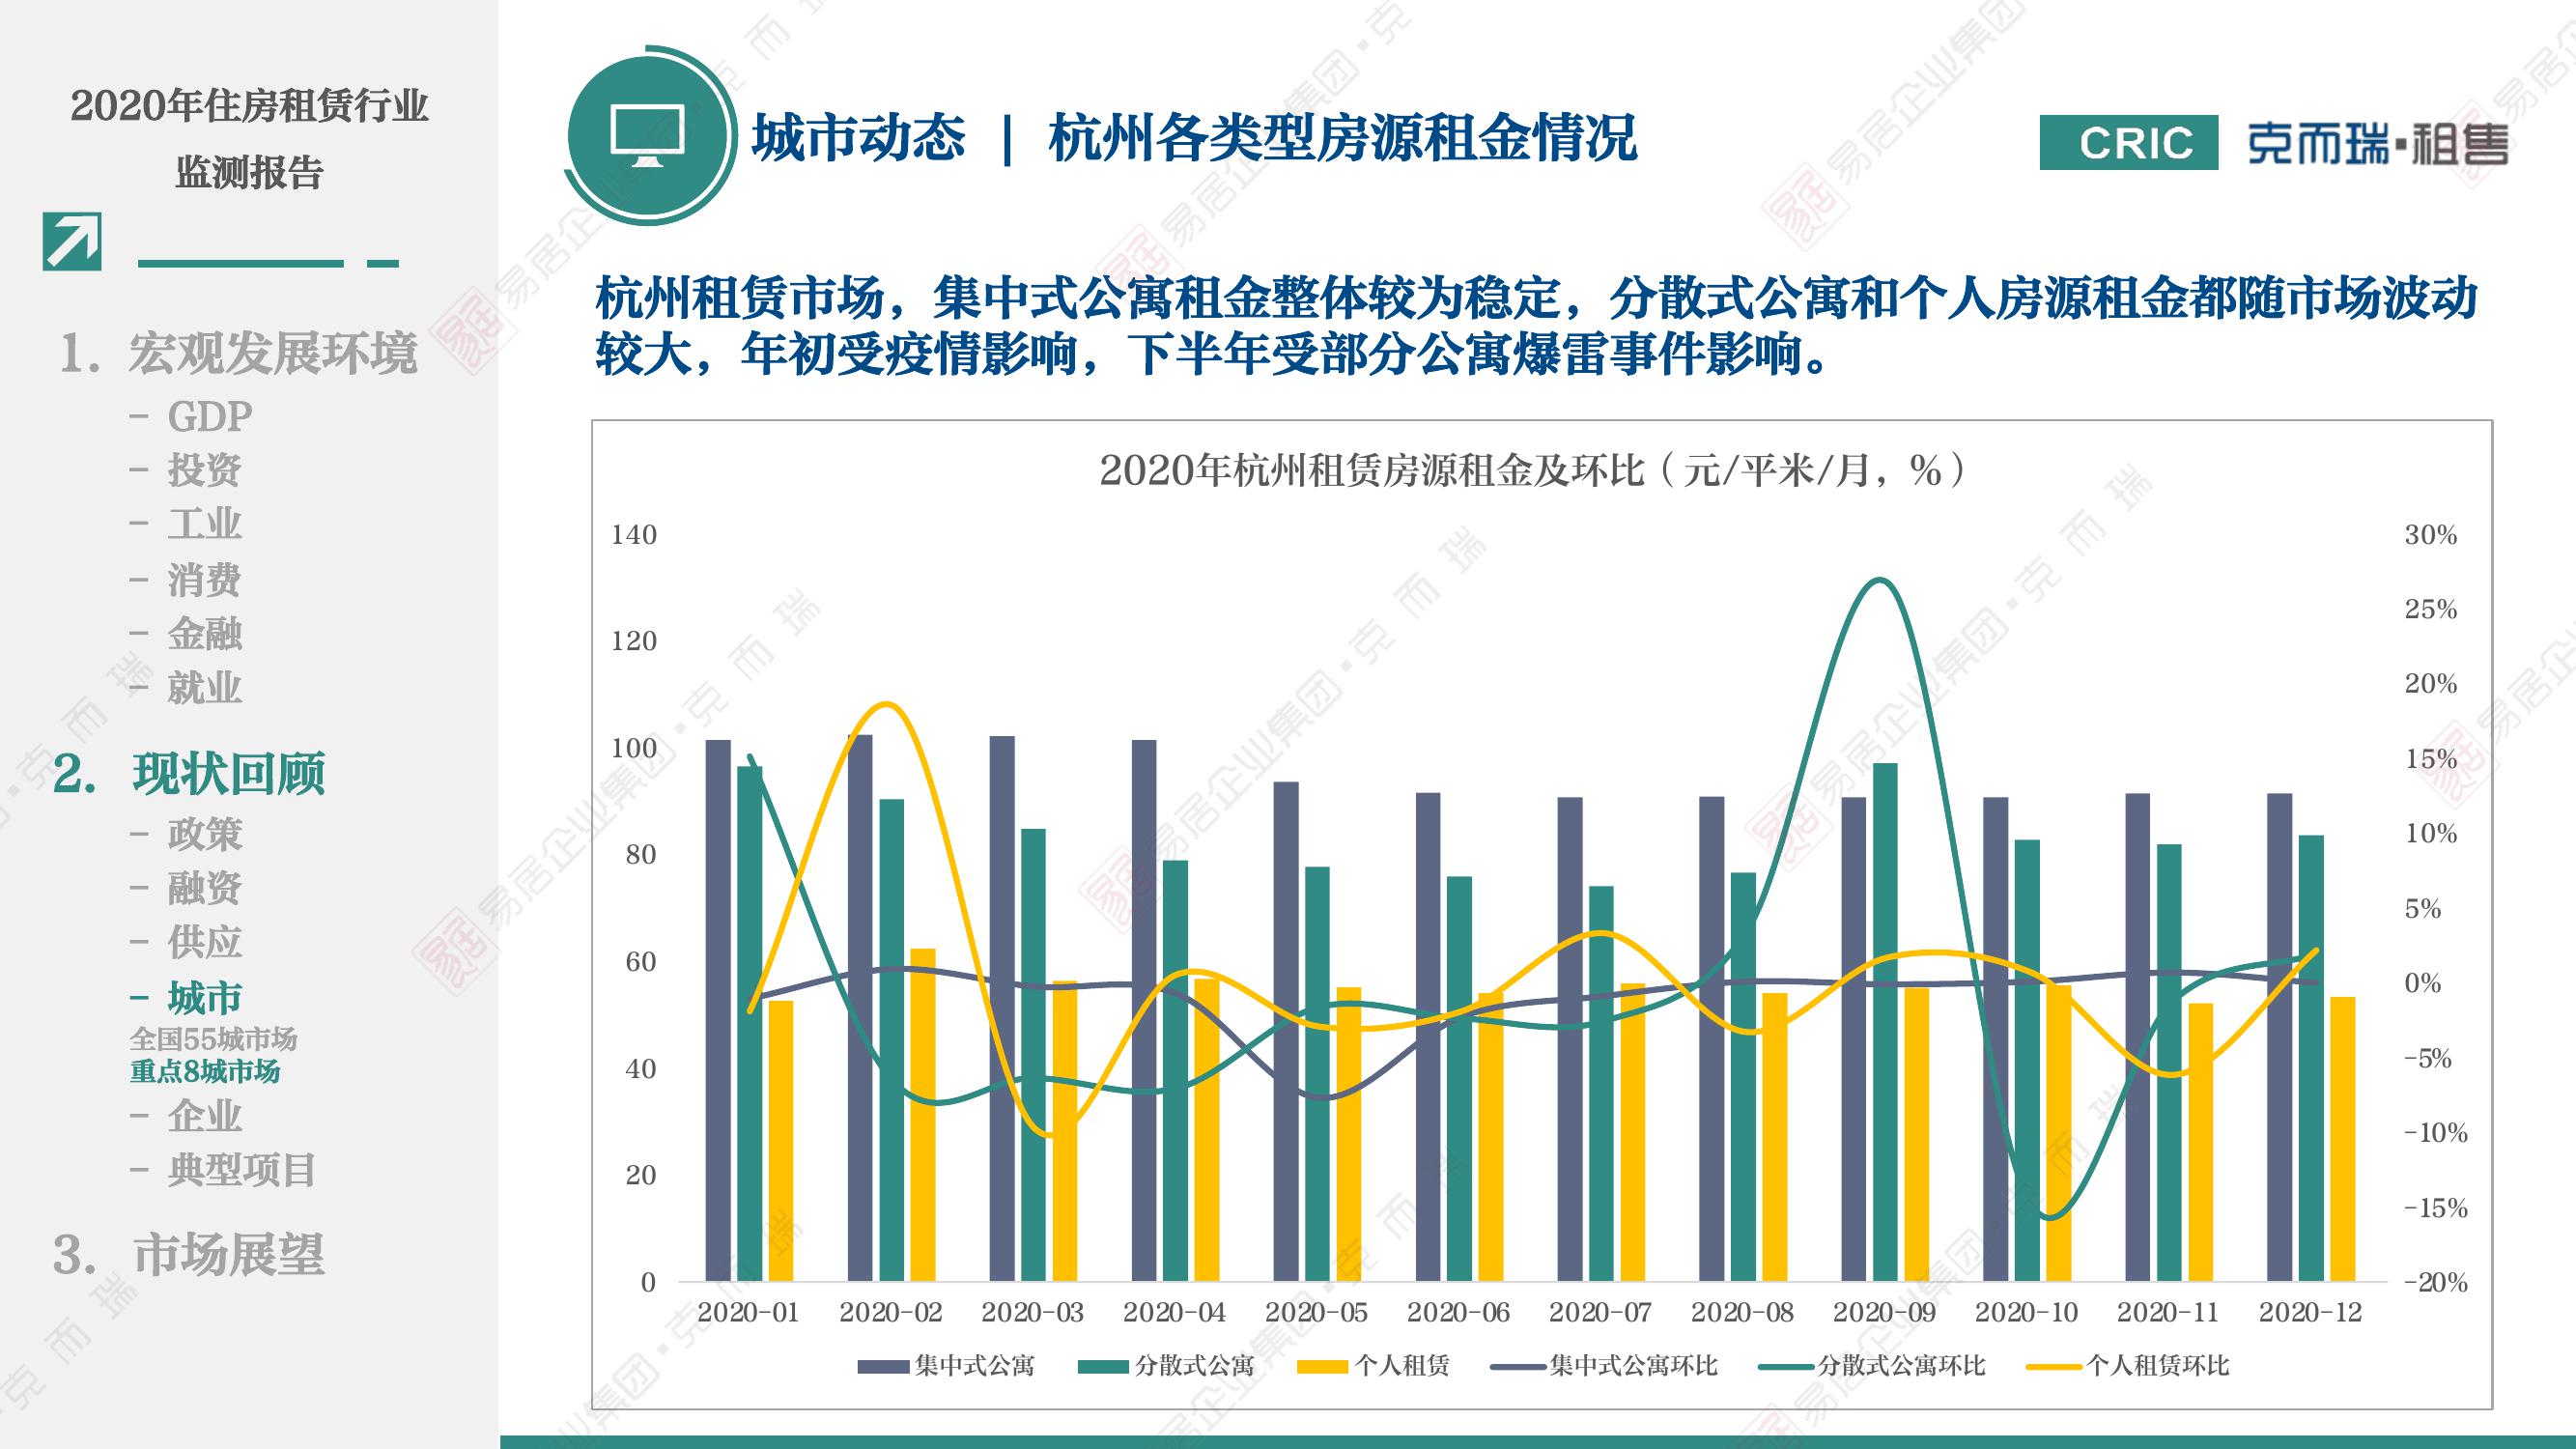 2020年住房租赁行业
监测报告
1. 宏观发展环境
– GDP
– 投资
– 工业
– 消费
– 金融
– 就业
2. 现状回顾
– 政策
– 融资
– 供应
– 城市
全国55城市场
重点8城市场
– 企业
– 典型项目
3. 市场展望
城市动态 | 杭州各类型房源租金情况
CRIC 克而瑞·租售
杭州租赁市场，集中式公寓租金整体较为稳定，分散式公寓和个人房源租金都随市场波动
较大，年初受疫情影响，下半年受部分公寓爆雷事件影响。
2020年杭州租赁房源租金及环比（元/平米/月，%）
140
120
100
80
60
40
20
0
30%
25%
20%
15%
10%
5%
0%
-5%
-10%
-15%
-20%
2020-01 2020-02 2020-03 2020-04 2020-05 2020-06 2020-07 2020-08 2020-09 2020-10 2020-11 2020-12
集中式公寓 分散式公寓 个人租赁 集中式公寓环比 分散式公寓环比 个人租赁环比
易居企业集团·克而瑞